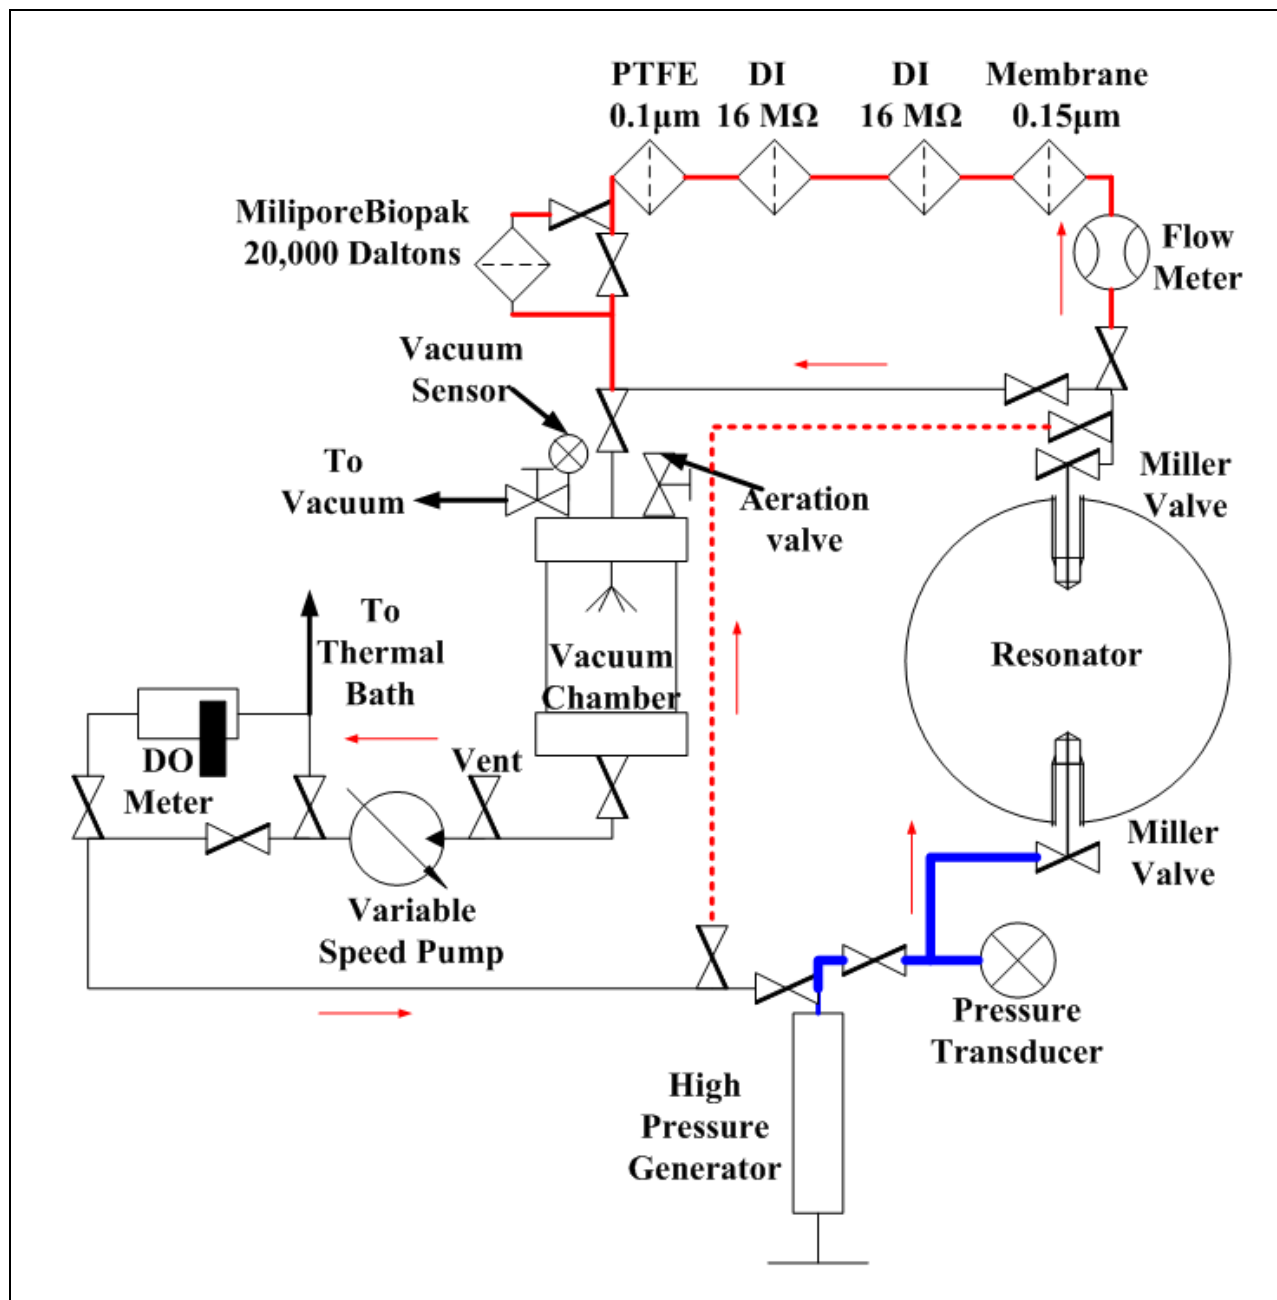 PTFE
0.1μm
DI
16 MΩ
DI
16 MΩ
Membrane
0.15μm
MiliporeBiopak
20,000 Daltons
Flow
Meter
Vacuum
Sensor
To
Vacuum
Aeration
valve
Miller
Valve
To
Thermal
Bath
Vacuum
Chamber
Resonator
DO
Meter
Vent
Miller
Valve
Variable
Speed Pump
Pressure
Transducer
High
Pressure
Generator